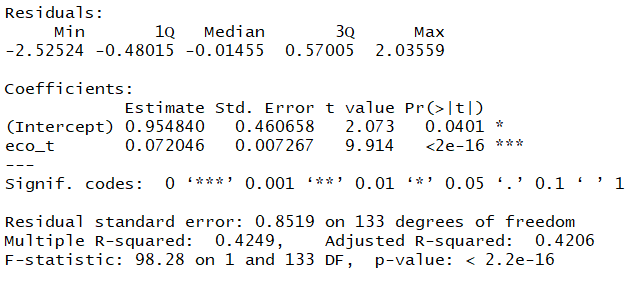 Residuals:
Min 1Q Median 3Q Max
-2.52524 -0.48015 -0.01455 0.57005 2.03559
Coefficients:
Estimate Std. Error t value Pr(>|t|)
(Intercept) 0.954840 0.460658 2.073 0.0401 *
eco_t 0.072046 0.007267 9.914 <2e-16 ***
---
Signif. codes: 0 ‘***’ 0.001 ‘**’ 0.01 ‘*’ 0.05 ‘.’ 0.1 ‘ ’ 1
Residual standard error: 0.8519 on 133 degrees of freedom
Multiple R-squared: 0.4249, Adjusted R-squared: 0.4206
F-statistic: 98.28 on 1 and 133 DF, p-value: < 2.2e-16